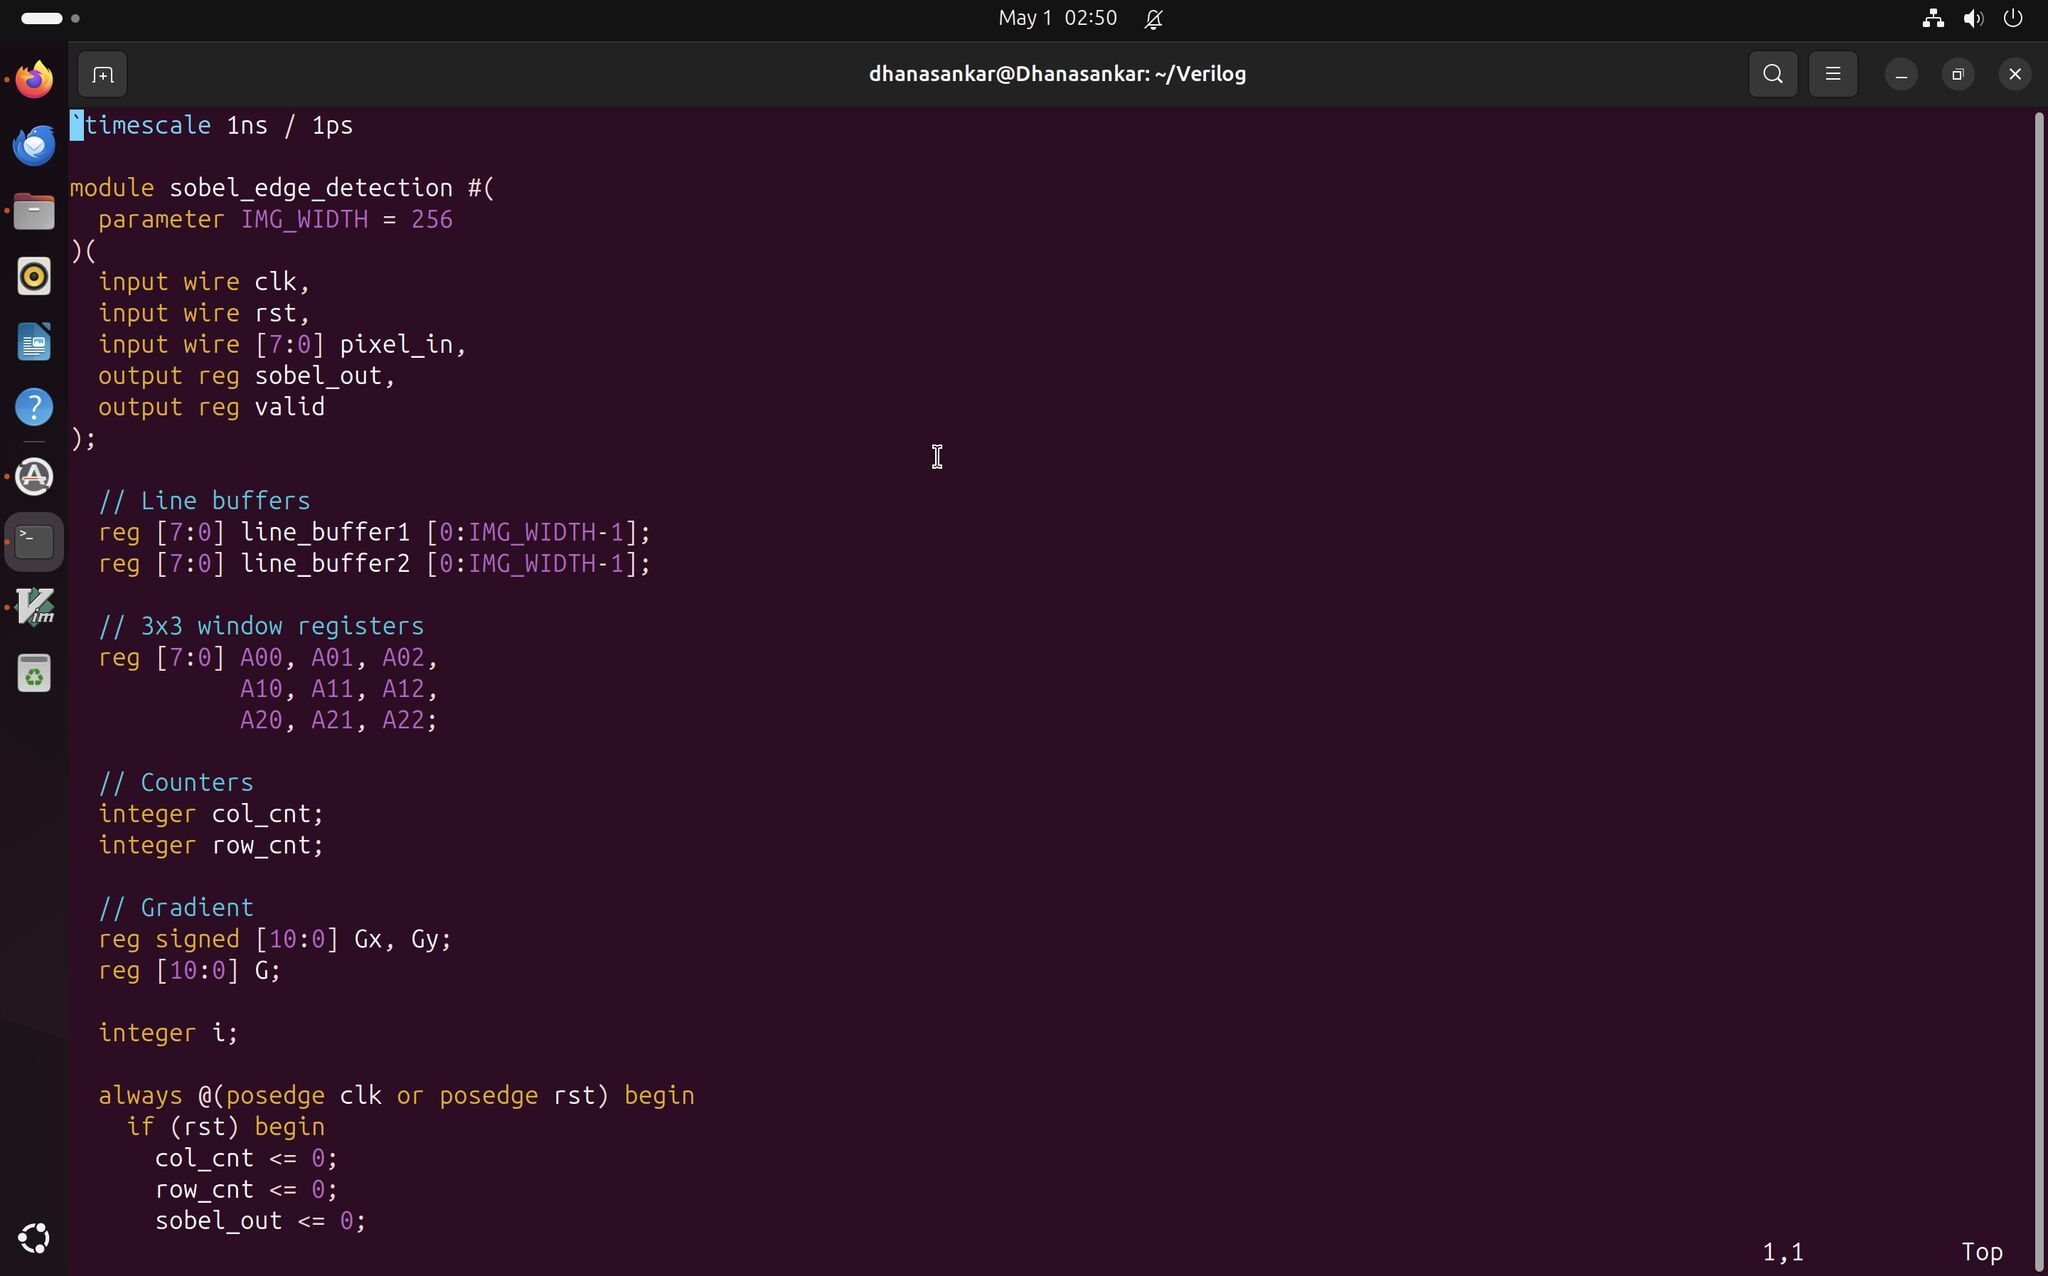 May 1 02:50
dhanasankar@Dhanasankar: ~/Verilog
`timescale 1ns / 1ps
module sobel_edge_detection #(
  parameter IMG_WIDTH = 256
)(
  input wire clk,
  input wire rst,
  input wire [7:0] pixel_in,
  output reg sobel_out,
  output reg valid
);
  // Line buffers
  reg [7:0] line_buffer1 [0:IMG_WIDTH-1];
  reg [7:0] line_buffer2 [0:IMG_WIDTH-1];
  // 3x3 window registers
  reg [7:0] A00, A01, A02,
            A10, A11, A12,
            A20, A21, A22;
  // Counters
  integer col_cnt;
  integer row_cnt;
  // Gradient
  reg signed [10:0] Gx, Gy;
  reg [10:0] G;
  integer i;
  always @(posedge clk or posedge rst) begin
    if (rst) begin
      col_cnt <= 0;
      row_cnt <= 0;
      sobel_out <= 0;
1,1 Top